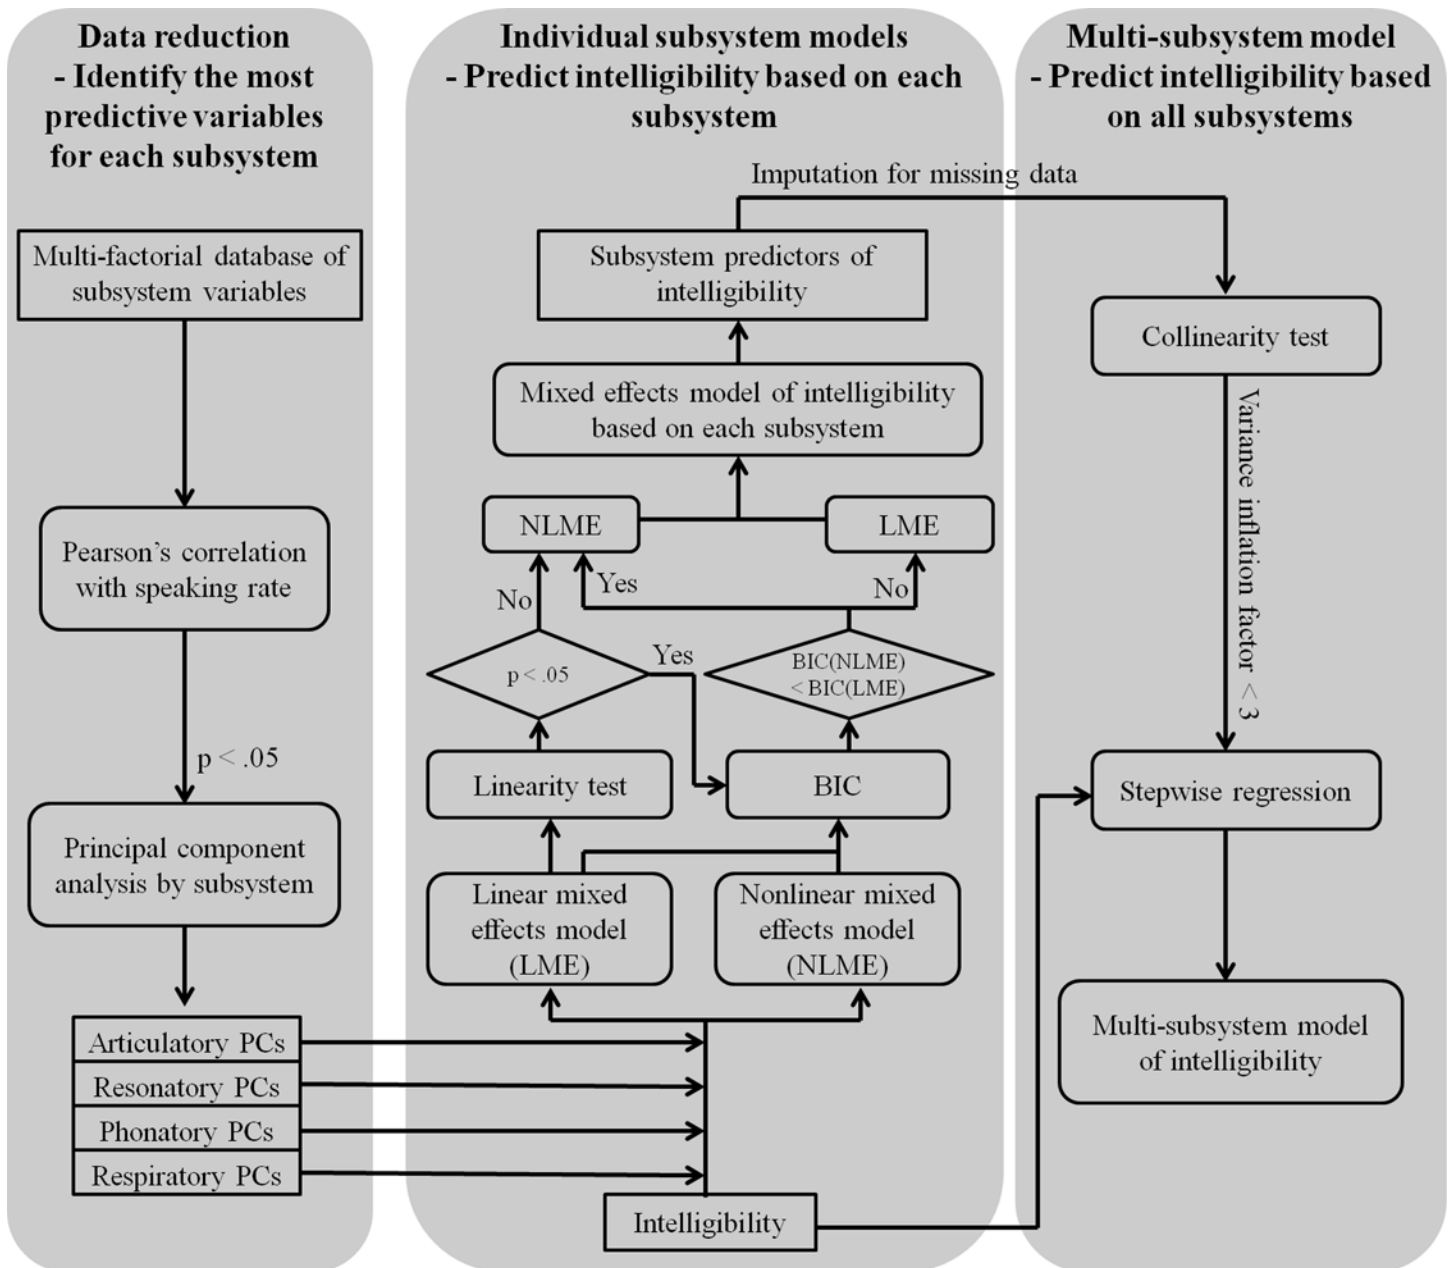 Data reduction
- Identify the most
predictive variables
for each subsystem
Multi-factorial database of
subsystem variables
Pearson’s correlation
with speaking rate
p < .05
Principal component
analysis by subsystem
Articulatory PCs
Resonatory PCs
Phonatory PCs
Respiratory PCs
Individual subsystem models
- Predict intelligibility based on each
subsystem
Imputation for missing data
Subsystem predictors of
intelligibility
Mixed effects model of intelligibility
based on each subsystem
NLME
LME
No
Yes
No
p < .05
Yes
BIC(NLME)
< BIC(LME)
Linearity test
BIC
Linear mixed
effects model
(LME)
Nonlinear mixed
effects model
(NLME)
Intelligibility
Multi-subsystem model
- Predict intelligibility based
on all subsystems
Collinearity test
Variance inflation factor < 3
Stepwise regression
Multi-subsystem model
of intelligibility